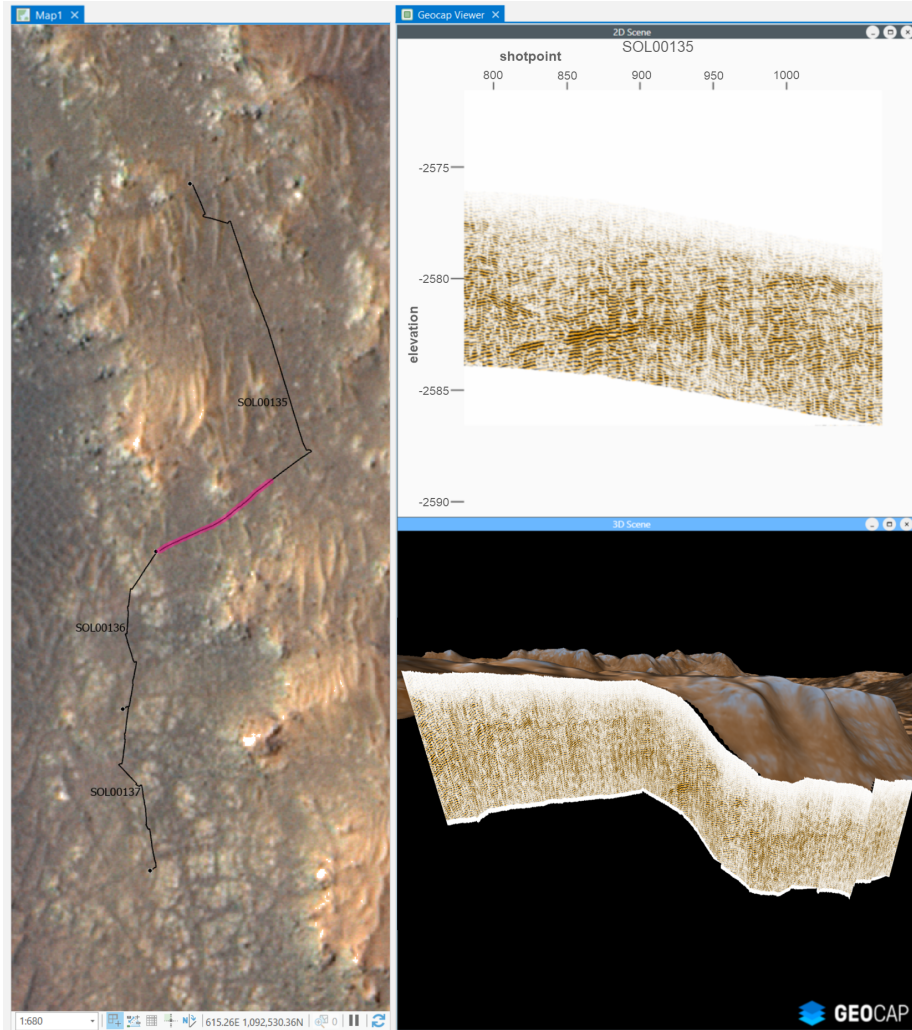 Map1
Geocap Viewer
2D Scene
SOL00135
shotpoint
800 850 900 950 1000
elevation
-2575
-2580
-2585
-2590
SOL00135
SOL00136
SOL00137
3D Scene
GEOCAP
1:680
615.26E 1,092,530.36N
0